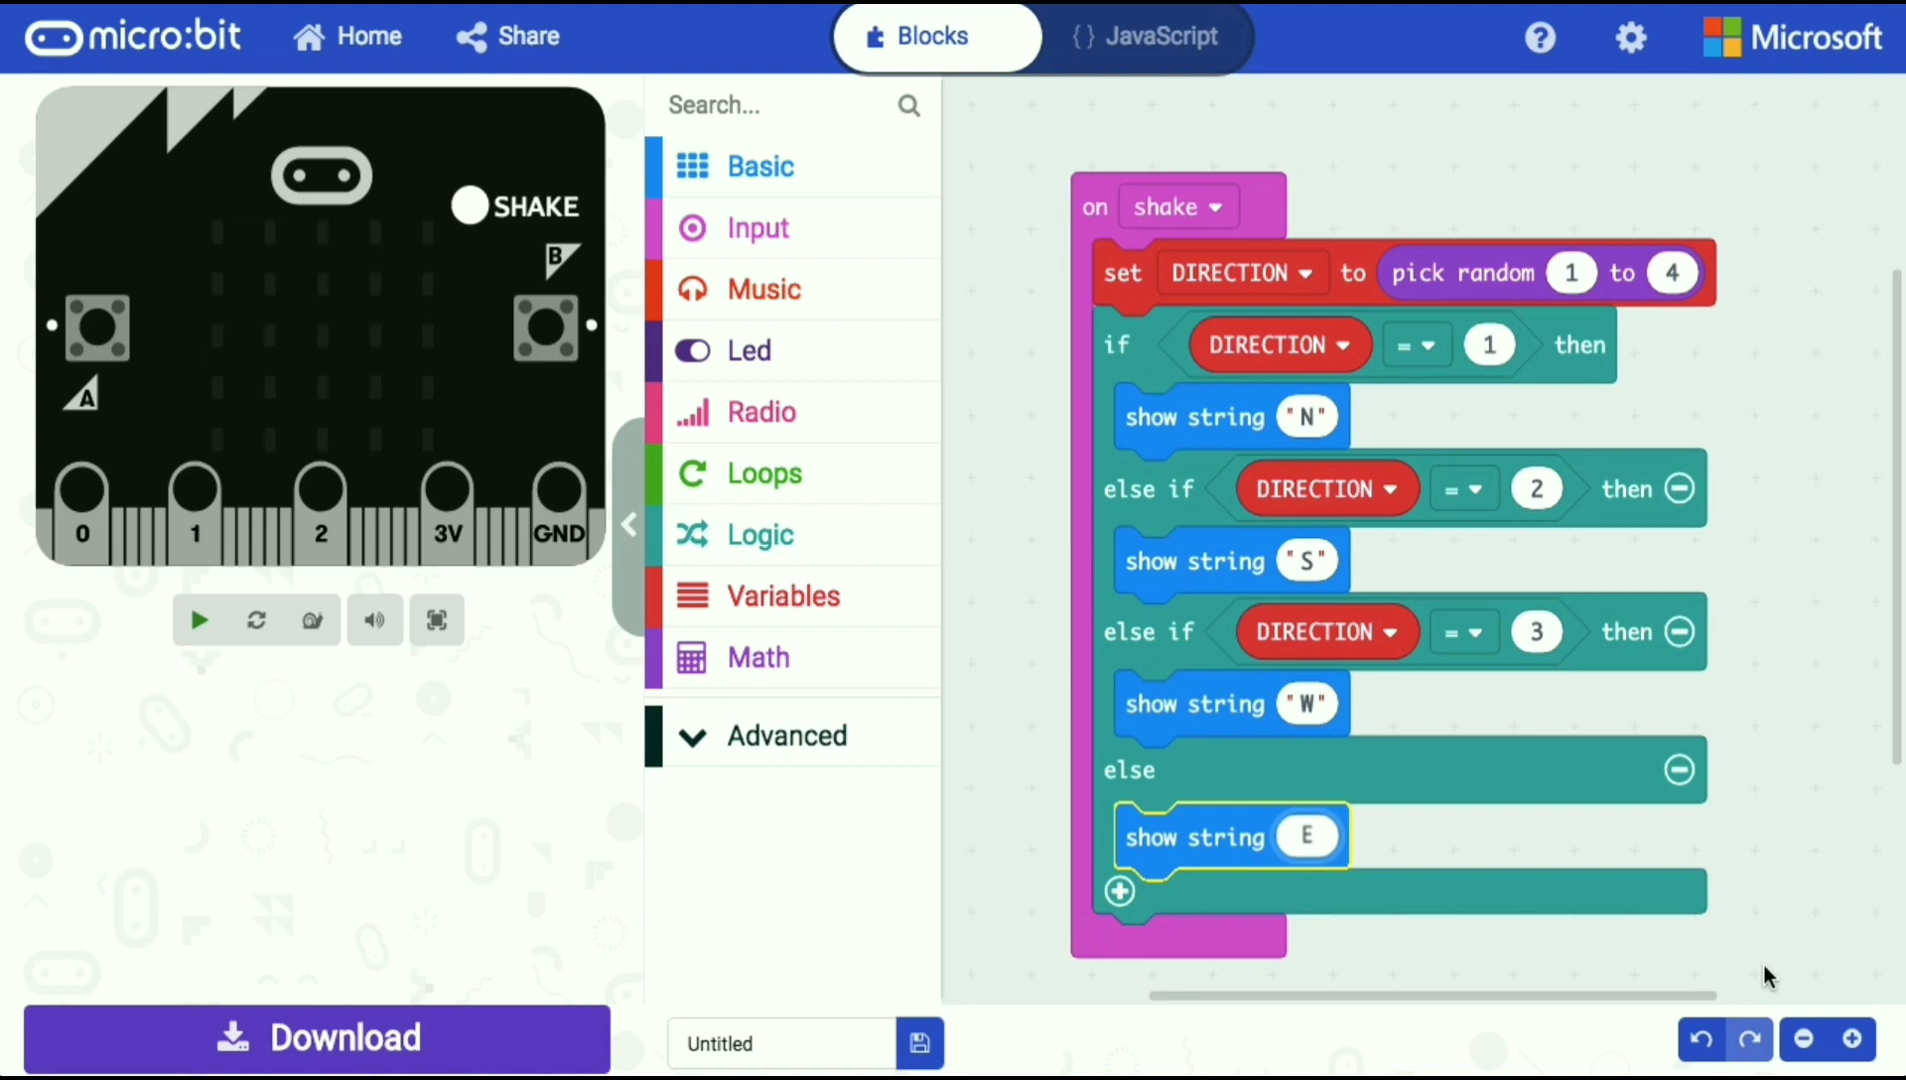 micro:bit
Home
Share
Blocks
{ } JavaScript
?
Microsoft
SHAKE
B
A
0
1
2
3V
GND
Search...
Basic
Input
Music
Led
Radio
Loops
Logic
Variables
Math
Advanced
on shake
set DIRECTION to pick random 1 to 4
if DIRECTION = 1 then
show string "N"
else if DIRECTION = 2 then
show string "S"
else if DIRECTION = 3 then
show string "W"
else
show string E
Download
Untitled